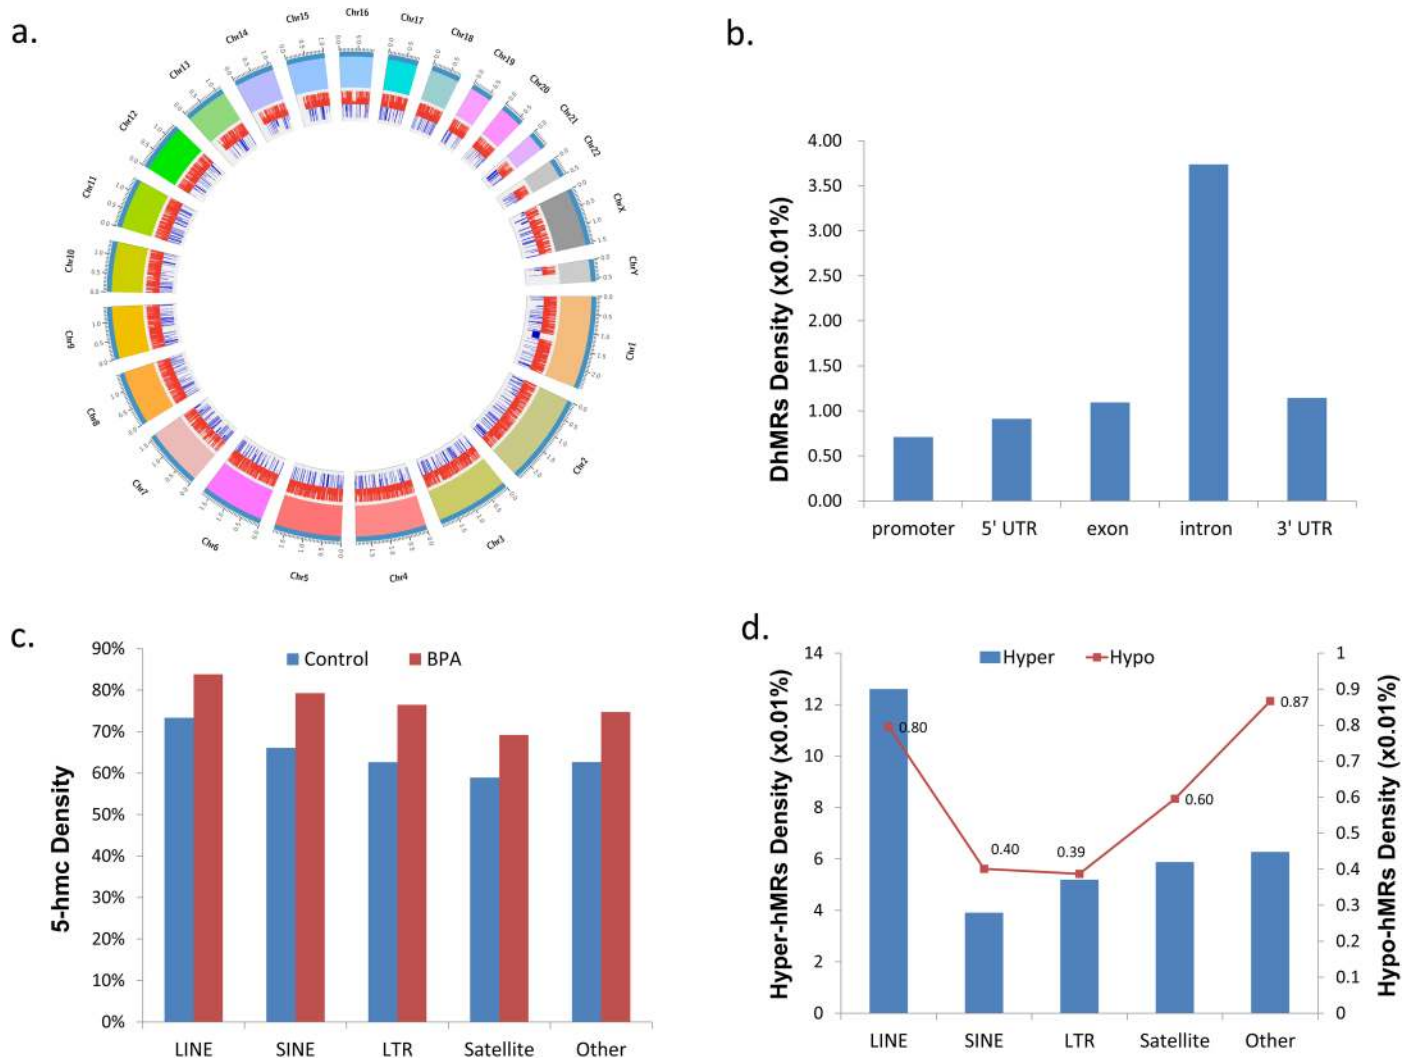 a.
Chr1
Chr2
Chr3
Chr4
Chr5
Chr6
Chr7
Chr8
Chr9
Chr10
Chr11
Chr12
Chr13
Chr14
Chr15
Chr16
Chr17
Chr18
Chr19
Chr20
Chr21
Chr22
ChrX
ChrY
b.
DhMRs Density (x0.01%)
4.00
3.50
3.00
2.50
2.00
1.50
1.00
0.50
0.00
promoter 5' UTR exon intron 3' UTR
c.
5-hmc Density
Control BPA
90%
80%
70%
60%
50%
40%
30%
20%
10%
0%
LINE SINE LTR Satellite Other
d.
Hyper-hMRs Density (x0.01%)
Hyper Hypo
14
12
10
8
6
4
2
0
0.80
0.40
0.39
0.60
0.87
1
0.9
0.8
0.7
0.6
0.5
0.4
0.3
0.2
0.1
0
Hypo-hMRs Density (x0.01%)
LINE SINE LTR Satellite Other